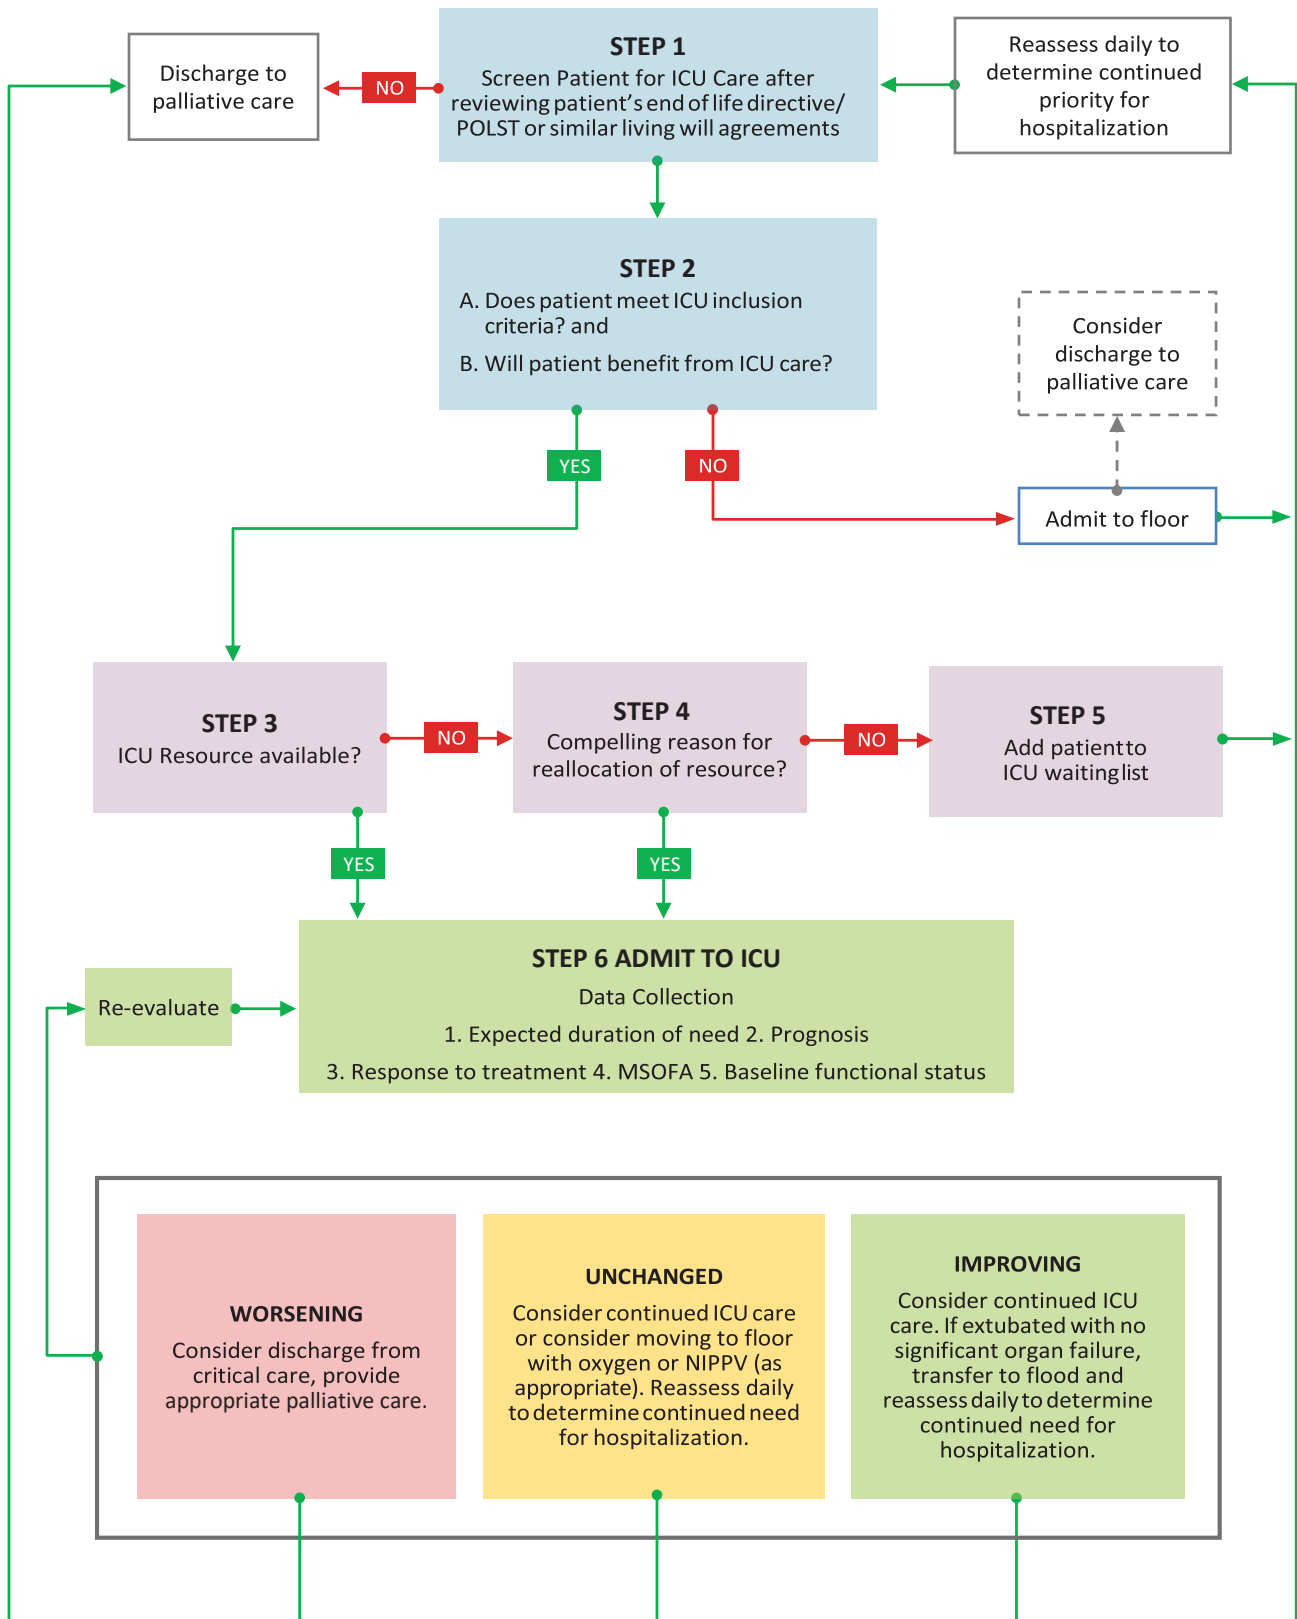 Discharge to
palliative care
NO
STEP 1
Screen Patient for ICU Care after
reviewing patient's end of life directive/
POLST or similar living will agreements
Reassess daily to
determine continued
priority for
hospitalization
STEP 2
A. Does patient meet ICU inclusion
criteria? and
B. Will patient benefit from ICU care?
Consider
discharge to
palliative care
YES
NO
Admit to floor
STEP 3
ICU Resource available?
NO
STEP 4
Compelling reason for
reallocation of resource?
NO
STEP 5
Add patient to
ICU waiting list
YES
YES
Re-evaluate
STEP 6 ADMIT TO ICU
Data Collection
1. Expected duration of need 2. Prognosis
3. Response to treatment 4. MSOFA 5. Baseline functional status
WORSENING
Consider discharge from
critical care, provide
appropriate palliative care.
UNCHANGED
Consider continued ICU care
or consider moving to floor
with oxygen or NIPPV (as
appropriate). Reassess daily
to determine continued need
for hospitalization.
IMPROVING
Consider continued ICU
care. If extubated with no
significant organ failure,
transfer to flood and
reassess daily to determine
continued need for
hospitalization.